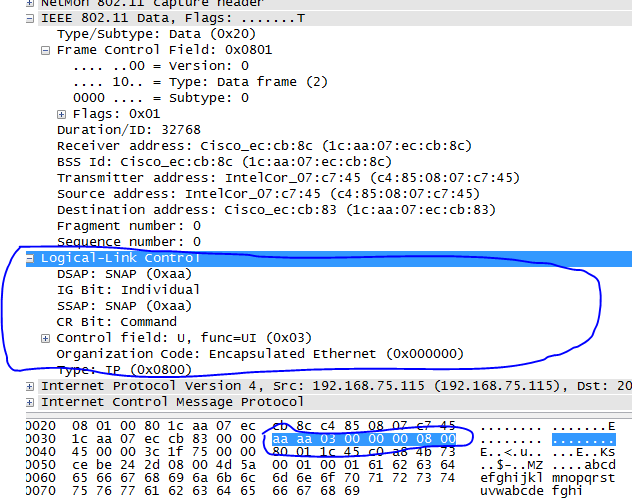 NetMon 802.11 capture header
IEEE 802.11 Data, Flags: .......T
Type/Subtype: Data (0x20)
Frame Control Field: 0x0801
.... ..00 = Version: 0
.... 10.. = Type: Data frame (2)
0000 .... = Subtype: 0
Flags: 0x01
Duration/ID: 32768
Receiver address: Cisco_ec:cb:8c (1c:aa:07:ec:cb:8c)
BSS Id: Cisco_ec:cb:8c (1c:aa:07:ec:cb:8c)
Transmitter address: IntelCor_07:c7:45 (c4:85:08:07:c7:45)
Source address: IntelCor_07:c7:45 (c4:85:08:07:c7:45)
Destination address: Cisco_ec:cb:83 (1c:aa:07:ec:cb:83)
Fragment number: 0
Sequence number: 0
Logical-Link Control
DSAP: SNAP (0xaa)
IG Bit: Individual
SSAP: SNAP (0xaa)
CR Bit: Command
Control field: U, func=UI (0x03)
Organization Code: Encapsulated Ethernet (0x000000)
Type: IP (0x0800)
Internet Protocol Version 4, Src: 192.168.75.115 (192.168.75.115), Dst: 20
Internet Control Message Protocol
0020 08 01 00 80 1c aa 07 ec cb 8c c4 85 08 07 c7 45 ........ .......E
0030 1c aa 07 ec cb 83 00 00 aa aa 03 00 00 00 08 00 ........ ........
0040 45 00 00 3c 1f 75 00 00 80 01 1c 45 c0 a8 4b 73 E..<.u.. ...E..Ks
0050 ce be 24 2d 08 00 4d 5a 00 01 00 01 61 62 63 64 ..$-..MZ ....abcd
0060 65 66 67 68 69 6a 6b 6c 6d 6e 6f 70 71 72 73 74 efghijkl mnopqrst
0070 75 76 77 61 62 63 64 65 66 67 68 69 uvwabcde fghi